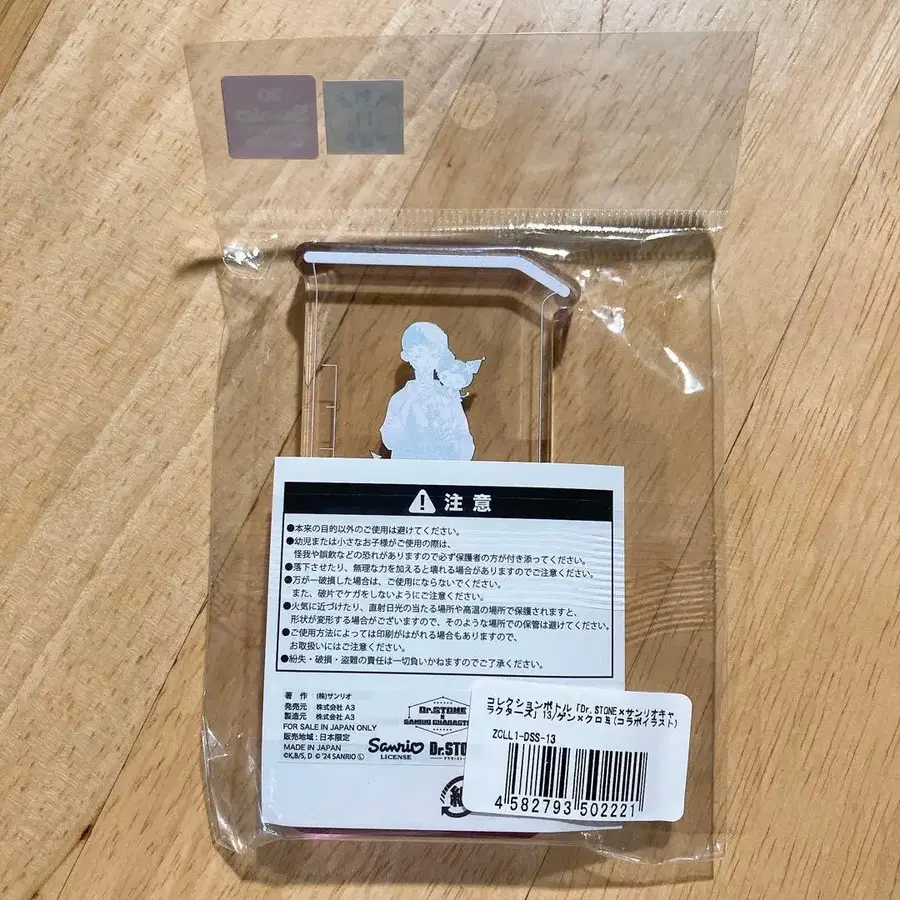 注意
●本来の目的以外のご使用は避けてください。
●幼児または小さなお子様がご使用の際は、
怪我や誤飲などの恐れがありますので必ず保護者の方が付き添ってください。
●落下させたり、無理な力を加えると壊れる場合がありますのでご注意ください。
●万が一破損した場合は、ご使用にならないでください。
また、破片でケガをしないようにご注意ください。
●火気に近づけたり、直射日光の当たる場所や高温の場所で保護されますと、
形状が変形する場合がございますので、そのような場所での保管は避けてください。
●ご使用方法によっては印刷がはがれる場合もありますので、
お取扱いにはご注意ください。
●紛失・破損・盗難の責任は一切負いかねますのでご了承ください。
著作 (株)サンリオ
発売元 株式会社 A3
製造元 株式会社 A3
FOR SALE IN JAPAN ONLY
販売地域：日本限定
MADE IN JAPAN
©K,B/S, D © '24 SANRIO Ⓛ
Dr.STONE
×
SANRIO CHARACTE
Sanrio
LICENSE
Dr.STO
紙
コレクションボトル「Dr.STONE×サンリオキャ
ラクターズ」13/ゲン×クロミ(コラボイラスト)
ZCLL1-DSS-13
4 582793 502221